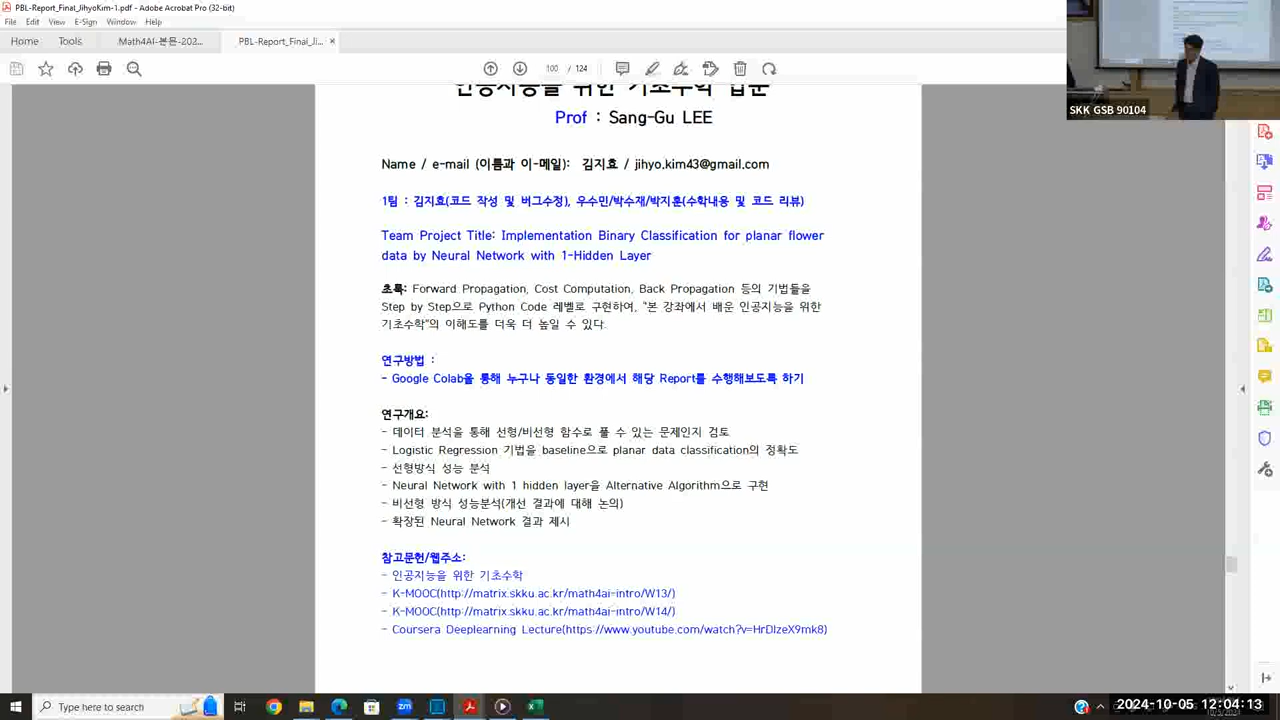 PBL-Report_Final_JihyoKim-1.pdf - Adobe Acrobat Pro (32-bit)
File Edit View E-Sign Window Help
Home Tools Math4AI-본문-202... PBL-Report_Final_Ji... ×
100 / 124
SKK GSB 90104
인공지능을 위한 기초수학 입문
Prof : Sang-Gu LEE
Name / e-mail (이름과 이-메일): 김지효 / jihyo.kim43@gmail.com
1팀 : 김지효(코드 작성 및 버그수정), 우수민/박수재/박지훈(수학내용 및 코드 리뷰)
Team Project Title: Implementation Binary Classification for planar flower
data by Neural Network with 1-Hidden Layer
초록: Forward Propagation, Cost Computation, Back Propagation 등의 기법들을
Step by Step으로 Python Code 레벨로 구현하여, "본 강좌에서 배운 인공지능을 위한
기초수학"의 이해도를 더욱 더 높일 수 있다.
연구방법 :
- Google Colab을 통해 누구나 동일한 환경에서 해당 Report를 수행해보도록 하기
연구개요:
- 데이터 분석을 통해 선형/비선형 함수로 풀 수 있는 문제인지 검토
- Logistic Regression 기법을 baseline으로 planar data classification의 정확도
- 선형방식 성능 분석
- Neural Network with 1 hidden layer을 Alternative Algorithm으로 구현
- 비선형 방식 성능분석(개선 결과에 대해 논의)
- 확장된 Neural Network 결과 제시
참고문헌/웹주소:
- 인공지능을 위한 기초수학
- K-MOOC(http://matrix.skku.ac.kr/math4ai-intro/W13/)
- K-MOOC(http://matrix.skku.ac.kr/math4ai-intro/W14/)
- Coursera Deeplearning Lecture(https://www.youtube.com/watch?v=HrDIzeX9mk8)
Type here to search
2024-10-05 12:04:13